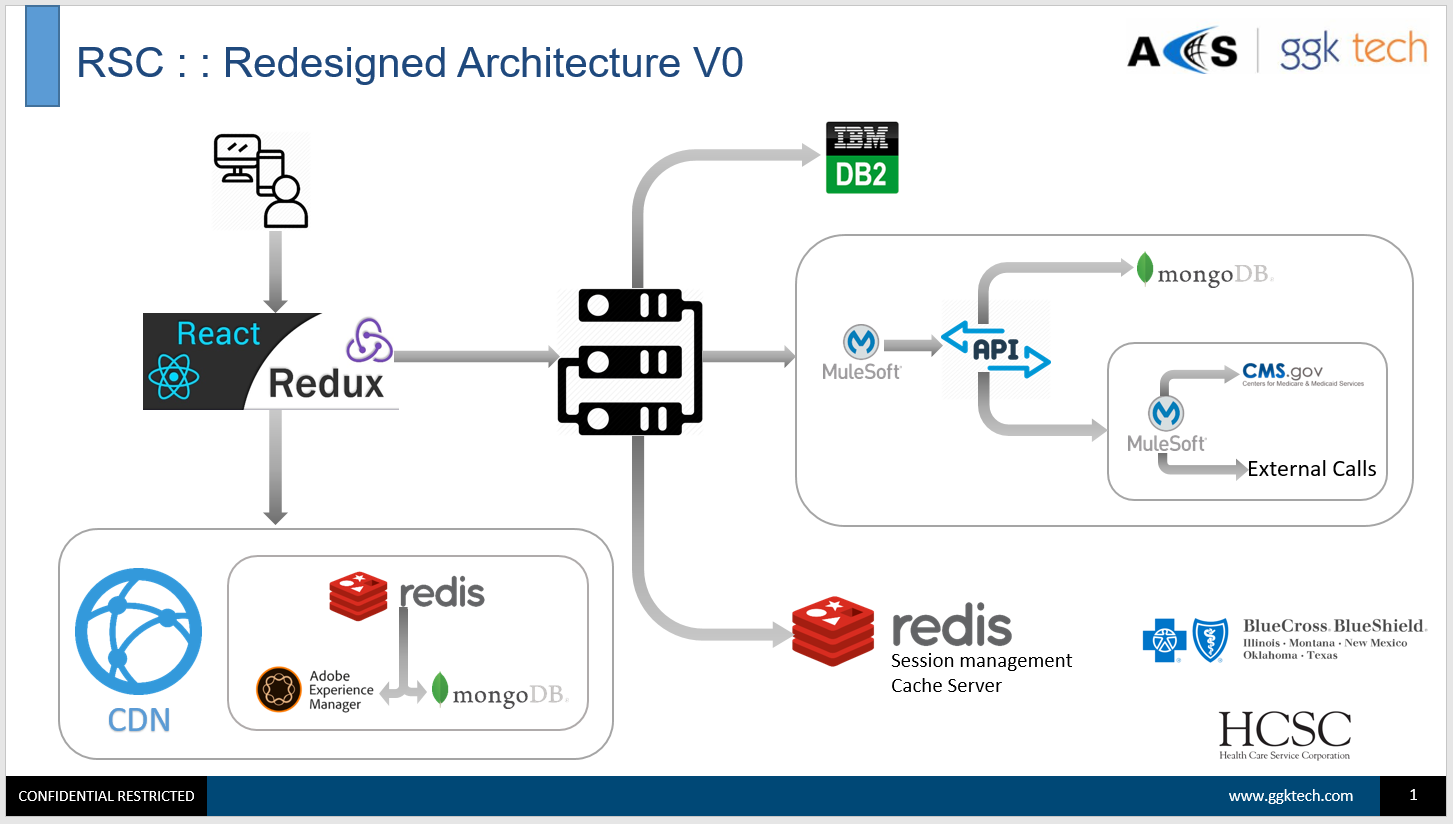 RSC : : Redesigned Architecture V0
ACS
ggk tech
IBM
DB2
React
Redux
mongoDB
MuleSoft
API
CMS.gov
Centers for Medicare & Medicaid Services
MuleSoft
External Calls
redis
Adobe
Experience
Manager
mongoDB
CDN
redis
Session management
Cache Server
BlueCross BlueShield
Illinois · Montana · New Mexico
Oklahoma · Texas
HCSC
Health Care Service Corporation
CONFIDENTIAL RESTRICTED
www.ggktech.com
1